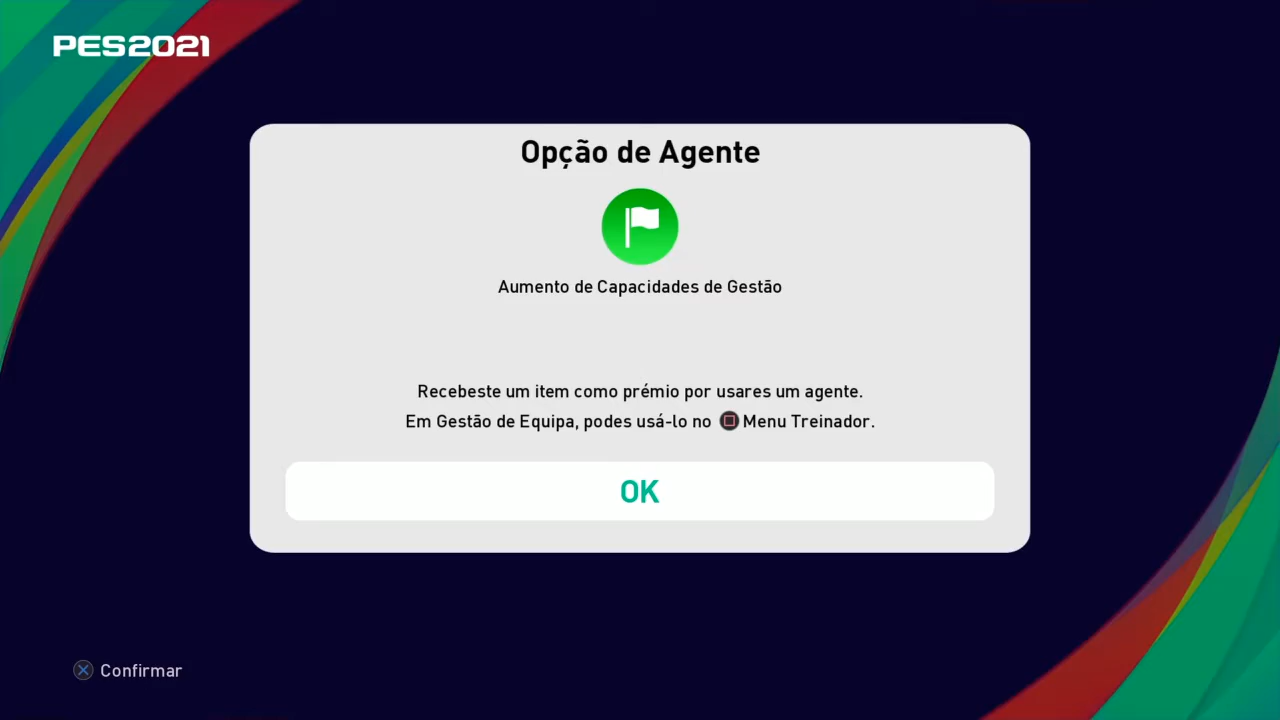 PES2021
Opção de Agente
Aumento de Capacidades de Gestão
Recebeste um item como prémio por usares um agente.
Em Gestão de Equipa, podes usá-lo no Menu Treinador.
OK
Confirmar